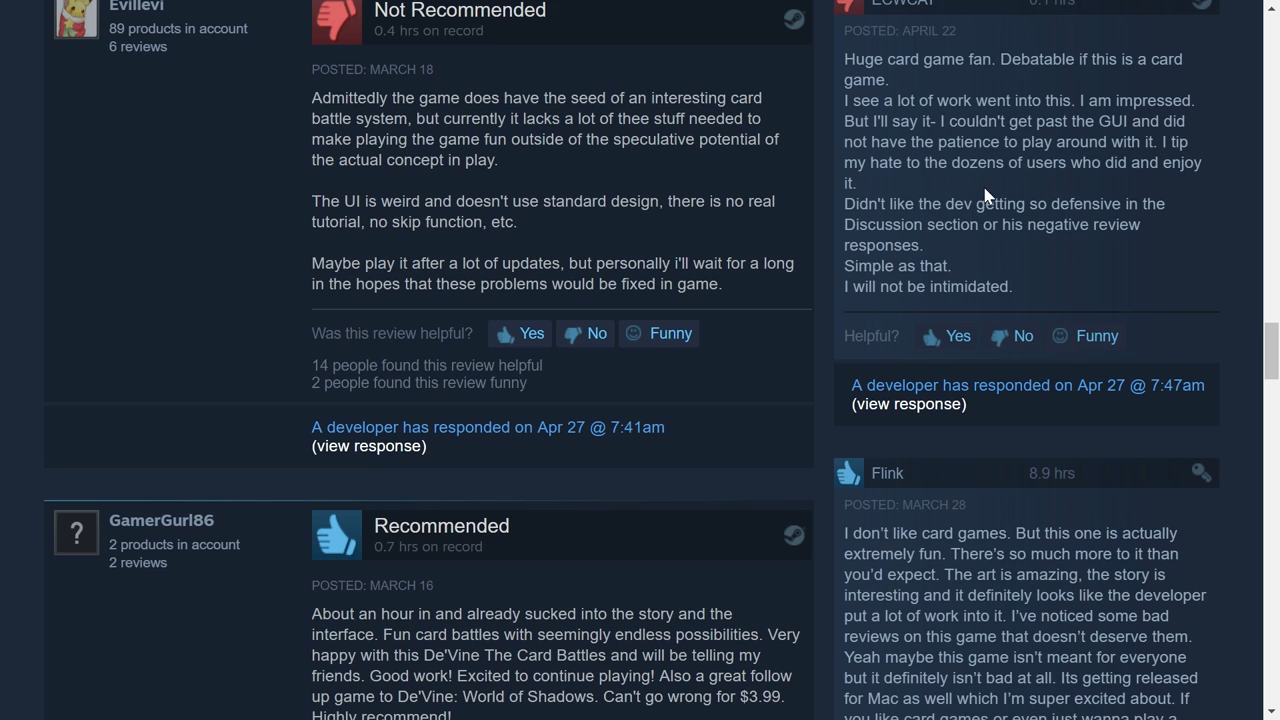 Evillevi
89 products in account
6 reviews
Not Recommended
0.4 hrs on record
POSTED: MARCH 18
Admittedly the game does have the seed of an interesting card
battle system, but currently it lacks a lot of thee stuff needed to
make playing the game fun outside of the speculative potential of
the actual concept in play.
The UI is weird and doesn't use standard design, there is no real
tutorial, no skip function, etc.
Maybe play it after a lot of updates, but personally i'll wait for a long
in the hopes that these problems would be fixed in game.
Was this review helpful?
Yes
No
Funny
14 people found this review helpful
2 people found this review funny
A developer has responded on Apr 27 @ 7:41am
(view response)
?
GamerGurl86
2 products in account
2 reviews
Recommended
0.7 hrs on record
POSTED: MARCH 16
About an hour in and already sucked into the story and the
interface. Fun card battles with seemingly endless possibilities. Very
happy with this De'Vine The Card Battles and will be telling my
friends. Good work! Excited to continue playing! Also a great follow
up game to De'Vine: World of Shadows. Can't go wrong for $3.99.
Highly recommend!
POSTED: APRIL 22
Huge card game fan. Debatable if this is a card
game.
I see a lot of work went into this. I am impressed.
But I'll say it- I couldn't get past the GUI and did
not have the patience to play around with it. I tip
my hate to the dozens of users who did and enjoy
it.
Didn't like the dev getting so defensive in the
Discussion section or his negative review
responses.
Simple as that.
I will not be intimidated.
Helpful?
Yes
No
Funny
A developer has responded on Apr 27 @ 7:47am
(view response)
Flink
8.9 hrs
POSTED: MARCH 28
I don't like card games. But this one is actually
extremely fun. There's so much more to it than
you'd expect. The art is amazing, the story is
interesting and it definitely looks like the developer
put a lot of work into it. I've noticed some bad
reviews on this game that doesn't deserve them.
Yeah maybe this game isn't meant for everyone
but it definitely isn't bad at all. Its getting released
for Mac as well which I'm super excited about. If
you like card games or even just wanna play a